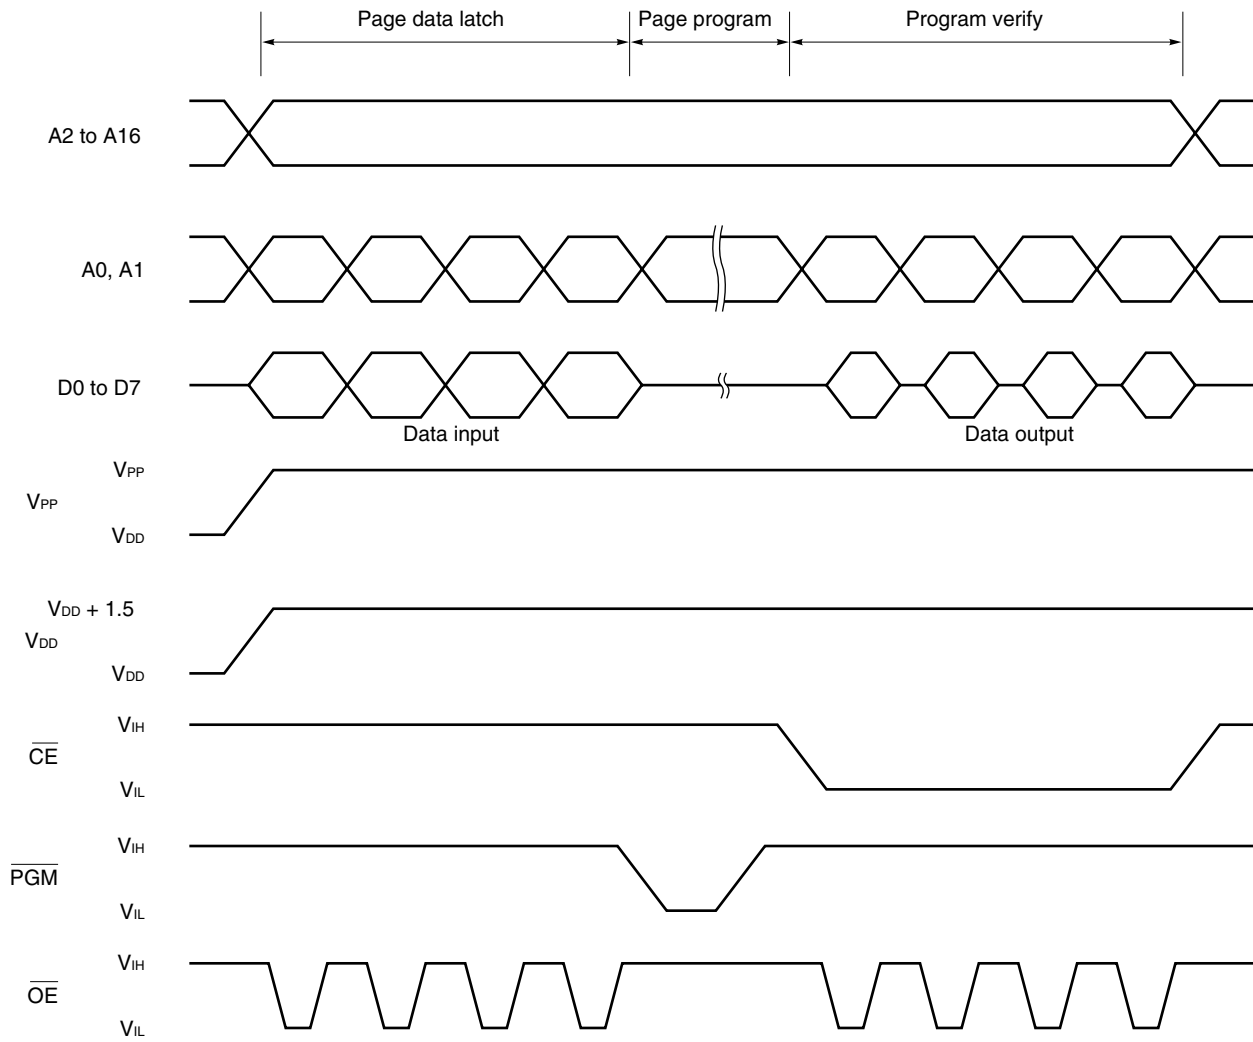 Page data latch
Page program
Program verify
A2 to A16
A0, A1
D0 to D7
Data input
Data output
VPP
VPP
VDD
VDD + 1.5
VDD
VDD
VIH
CE
VIL
VIH
PGM
VIL
VIH
OE
VIL